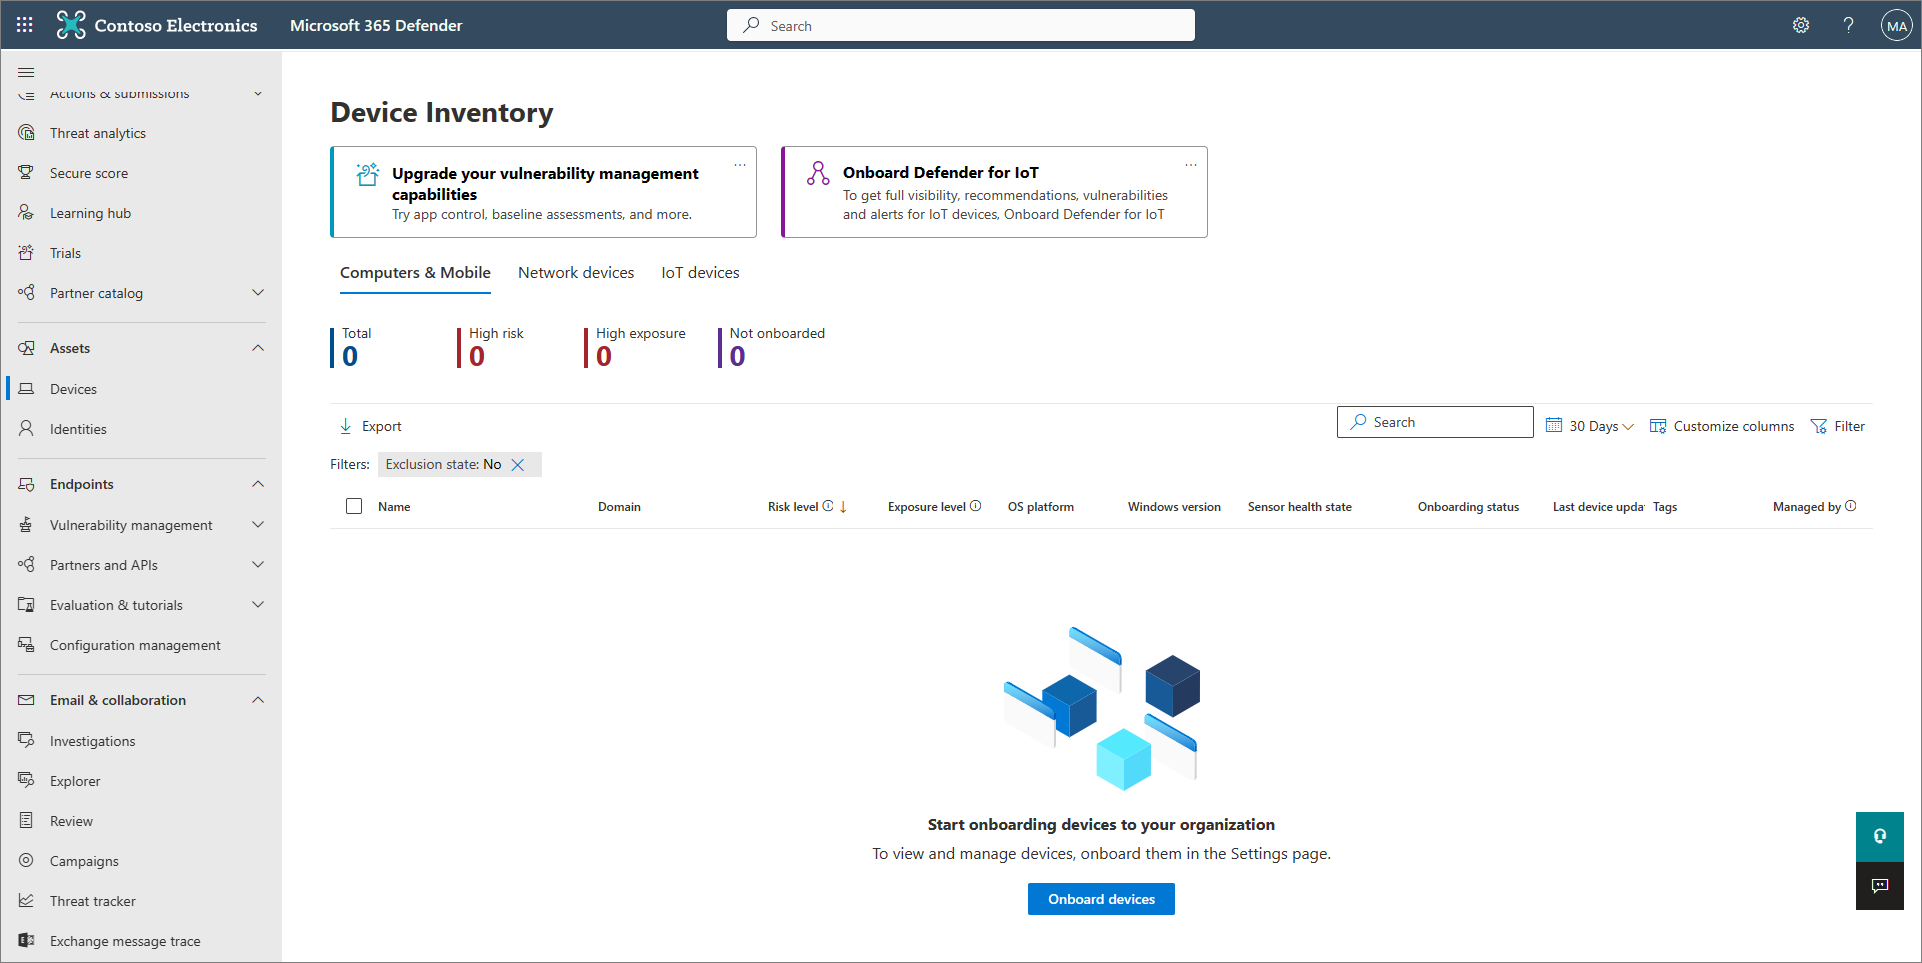 Contoso Electronics
Microsoft 365 Defender
Search
?
MA
Actions & submissions
Threat analytics
Secure score
Learning hub
Trials
Partner catalog
Assets
Devices
Identities
Endpoints
Vulnerability management
Partners and APIs
Evaluation & tutorials
Configuration management
Email & collaboration
Investigations
Explorer
Review
Campaigns
Threat tracker
Exchange message trace
Device Inventory
Upgrade your vulnerability management
capabilities
Try app control, baseline assessments, and more.
Onboard Defender for IoT
To get full visibility, recommendations, vulnerabilities
and alerts for IoT devices, Onboard Defender for IoT
Computers & Mobile Network devices IoT devices
Total High risk High exposure Not onboarded
0 0 0 0
Export
Search
30 Days
Customize columns
Filter
Filters: Exclusion state: No
Name Domain Risk level Exposure level OS platform Windows version Sensor health state Onboarding status Last device upda Tags Managed by
Start onboarding devices to your organization
To view and manage devices, onboard them in the Settings page.
Onboard devices